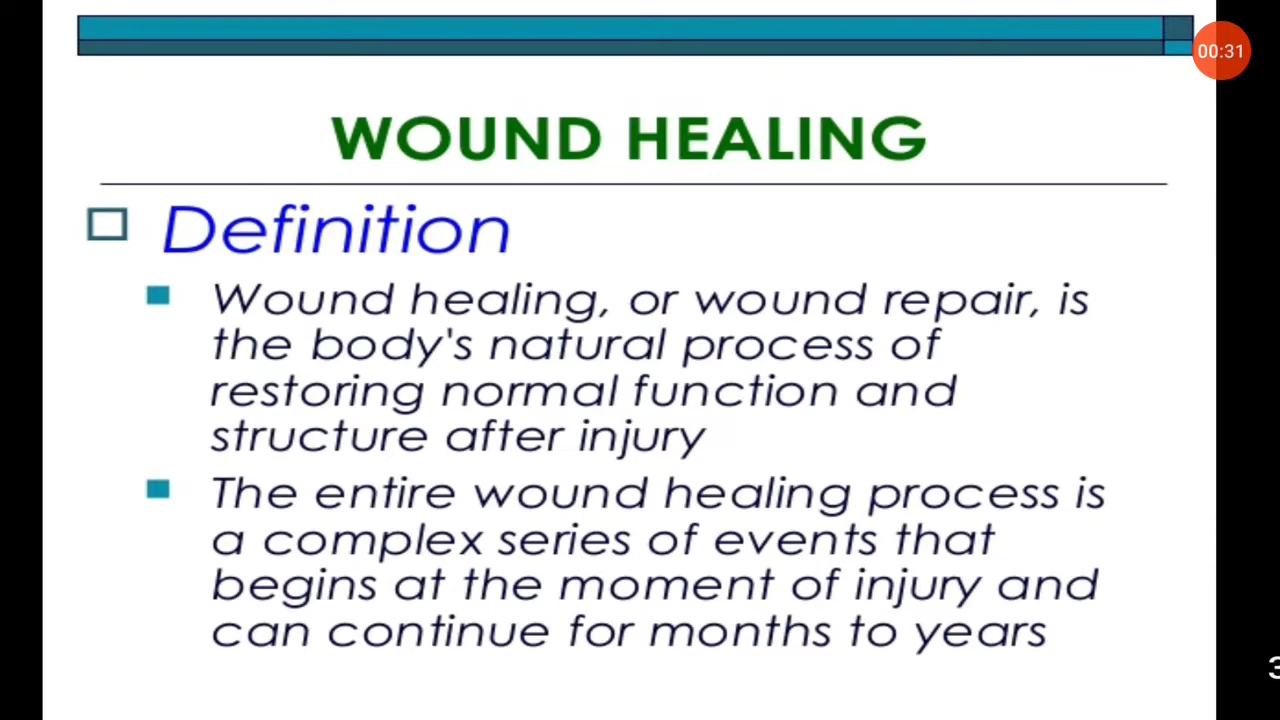 00:31
WOUND HEALING
Definition
Wound healing, or wound repair, is
the body's natural process of
restoring normal function and
structure after injury
The entire wound healing process is
a complex series of events that
begins at the moment of injury and
can continue for months to years